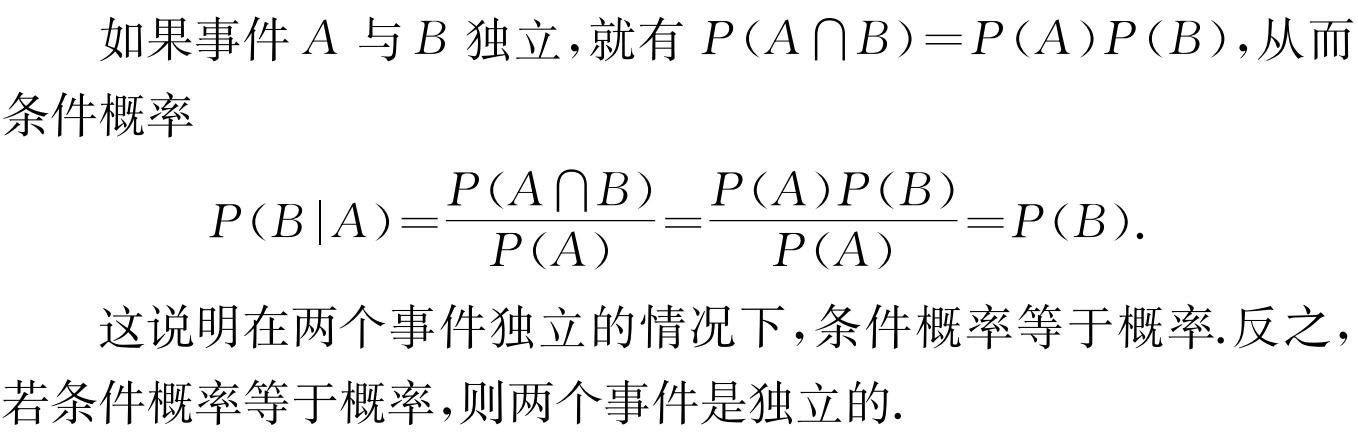 如果事件 A 与 B 独立,就有 P(A∩B)=P(A)P(B),从而
条件概率
P(B|A)=\frac{P(A∩B)}{P(A)}=\frac{P(A)P(B)}{P(A)}=P(B).
这说明在两个事件独立的情况下,条件概率等于概率.反之,
若条件概率等于概率,则两个事件是独立的.